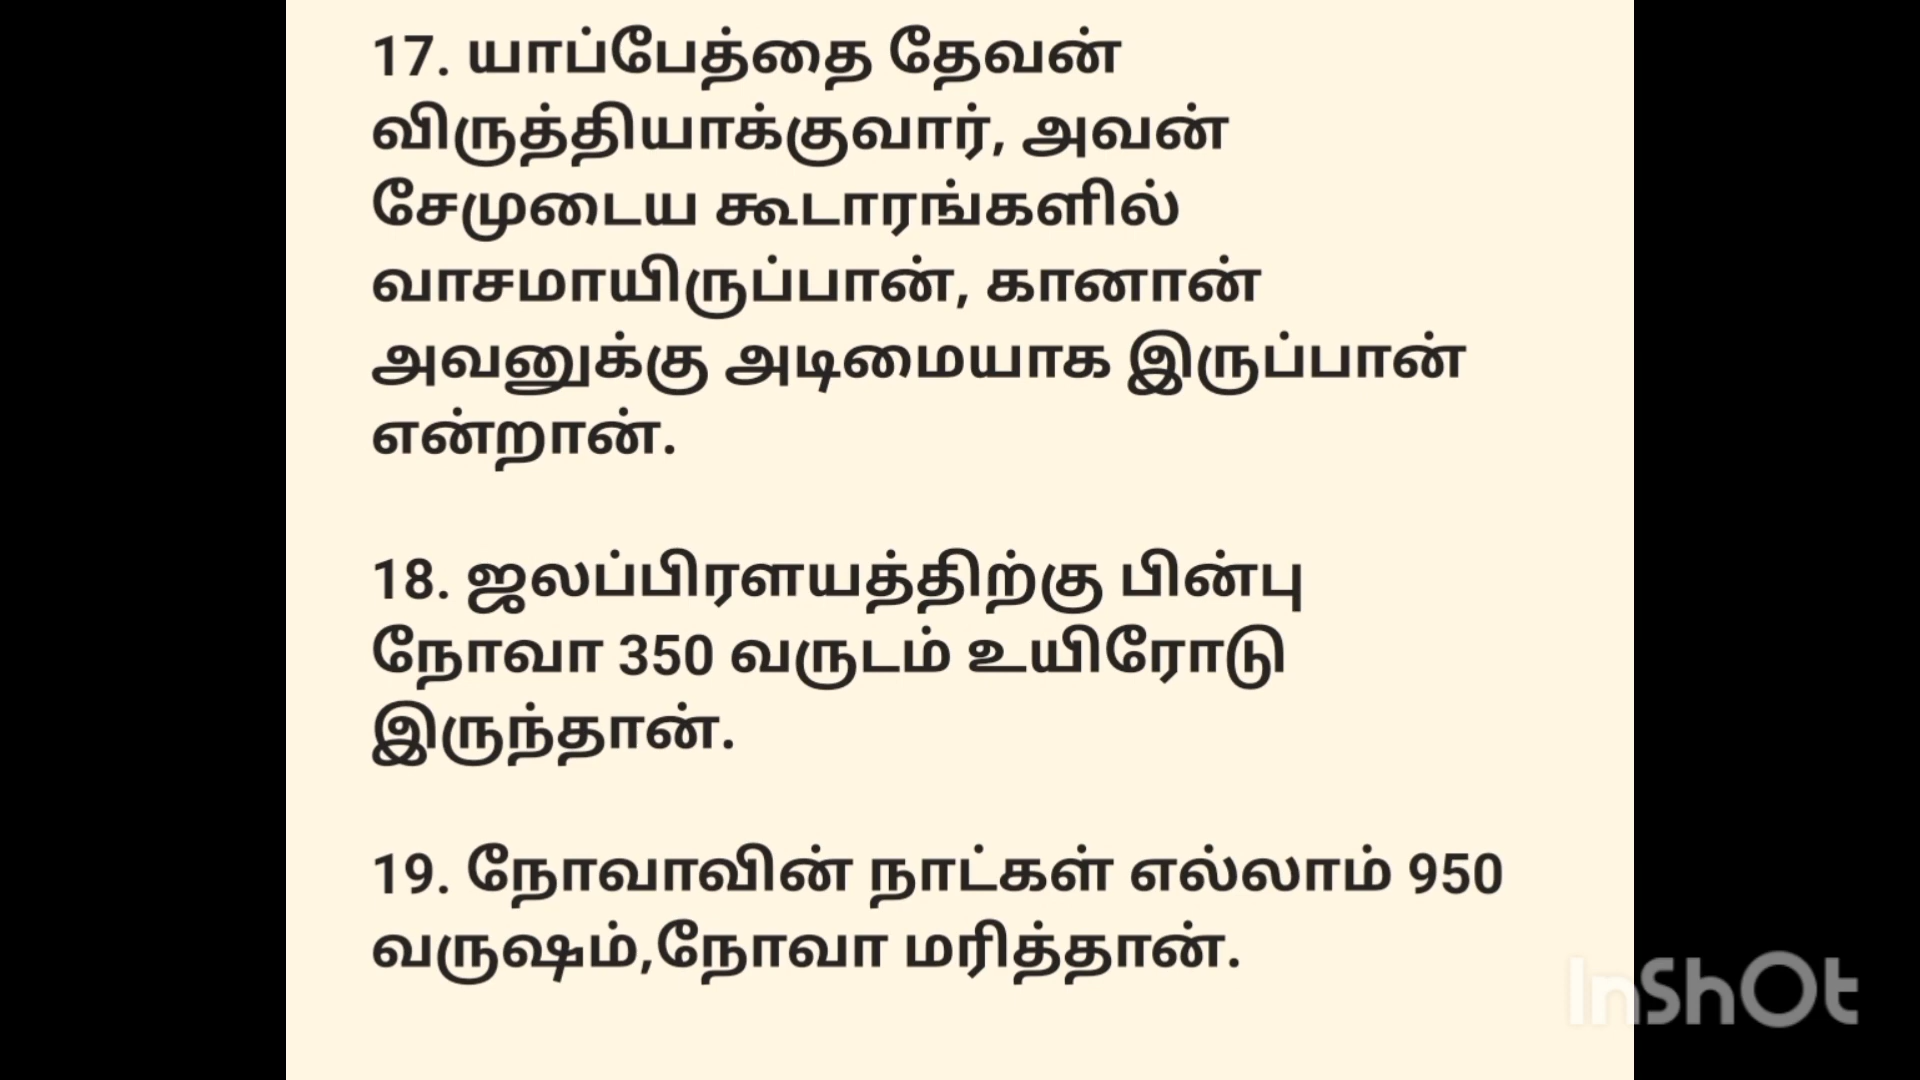 17. யாப்பேத்தை தேவன்
விருத்தியாக்குவார், அவன்
சேமுடைய கூடாரங்களில்
வாசமாயிருப்பான், கானான்
அவனுக்கு அடிமையாக இருப்பான்
என்றான்.
18. ஜலப்பிரளயத்திற்கு பின்பு
நோவா 350 வருடம் உயிரோடு
இருந்தான்.
19. நோவாவின் நாட்கள் எல்லாம் 950
வருஷம்,நோவா மரித்தான்.
InShOt